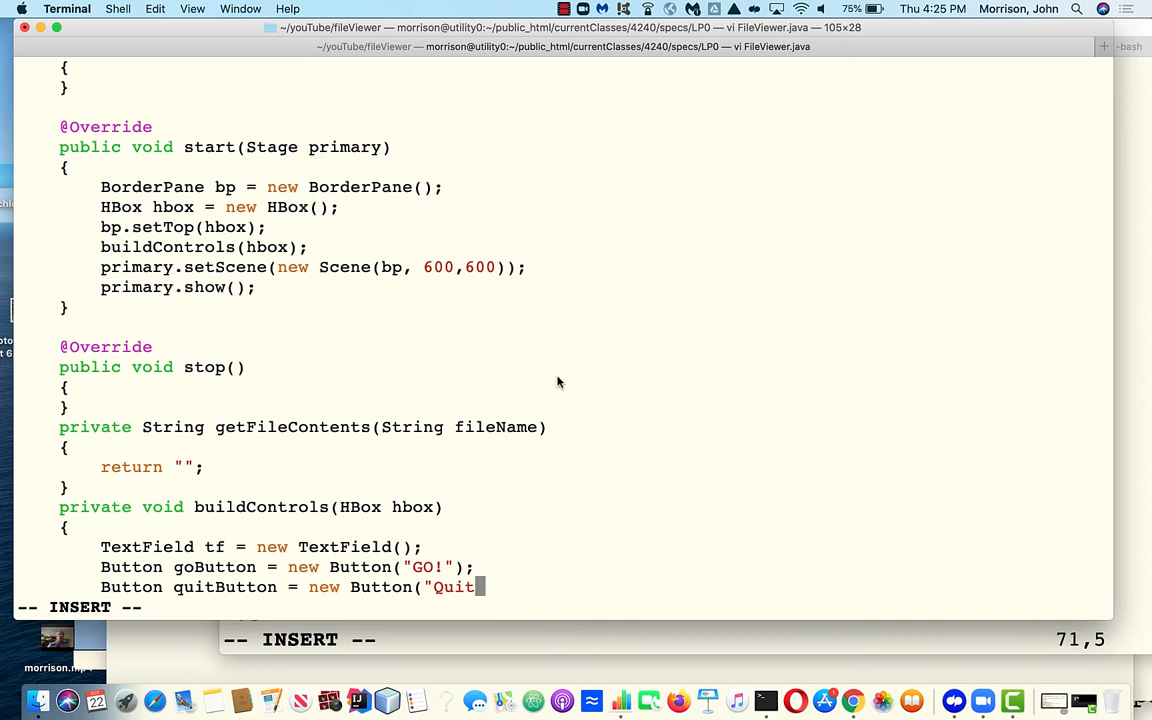 Terminal Shell Edit View Window Help 75% Thu 4:25 PM Morrison, John
~/youTube/fileViewer — morrison@utility0:~/public_html/currentClasses/4240/specs/LP0 — vi FileViewer.java — 105×28
~/youTube/fileViewer — morrison@utility0:~/public_html/currentClasses/4240/specs/LP0 — vi FileViewer.java + -bash
{
}
@Override
public void start(Stage primary)
{
BorderPane bp = new BorderPane();
HBox hbox = new HBox();
bp.setTop(hbox);
buildControls(hbox);
primary.setScene(new Scene(bp, 600,600));
primary.show();
}
@Override
public void stop()
{
}
private String getFileContents(String fileName)
{
return "";
}
private void buildControls(HBox hbox)
{
TextField tf = new TextField();
Button goButton = new Button("GO!");
Button quitButton = new Button("Quit
-- INSERT --
-- INSERT -- 71,5
morrison.mp4
22